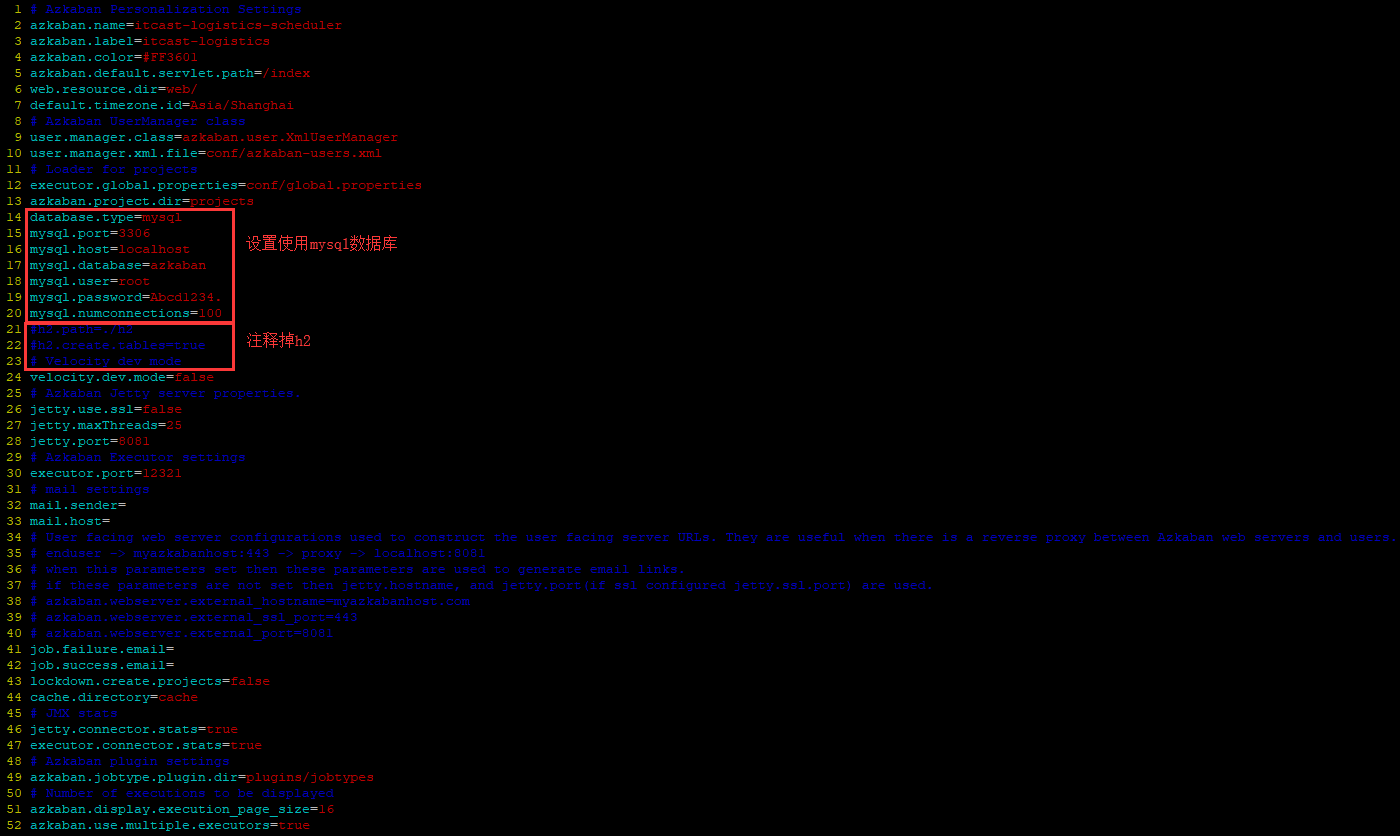 1 # Azkaban Personalization Settings
2 azkaban.name=itcast-logistics-scheduler
3 azkaban.label=itcast-logistics
4 azkaban.color=#FF3601
5 azkaban.default.servlet.path=/index
6 web.resource.dir=web/
7 default.timezone.id=Asia/Shanghai
8 # Azkaban UserManager class
9 user.manager.class=azkaban.user.XmlUserManager
10 user.manager.xml.file=conf/azkaban-users.xml
11 # Loader for projects
12 executor.global.properties=conf/global.properties
13 azkaban.project.dir=projects
14 database.type=mysql
15 mysql.port=3306
设置使用mysql数据库
16 mysql.host=localhost
17 mysql.database=azkaban
18 mysql.user=root
19 mysql.password=Abcd1234.
20 mysql.numconnections=100
21 #h2.path=./h2
22 #h2.create.tables=true
注释掉h2
23 # Velocity dev mode
24 velocity.dev.mode=false
25 # Azkaban Jetty server properties.
26 jetty.use.ssl=false
27 jetty.maxThreads=25
28 jetty.port=8081
29 # Azkaban Executor settings
30 executor.port=12321
31 # mail settings
32 mail.sender=
33 mail.host=
34 # User facing web server configurations used to construct the user facing server URLs. They are useful when there is a reverse proxy between Azkaban web servers and users.
35 # enduser -> myazkabanhost:443 -> proxy -> localhost:8081
36 # when this parameters set then these parameters are used to generate email links.
37 # if these parameters are not set then jetty.hostname, and jetty.port(if ssl configured jetty.ssl.port) are used.
38 # azkaban.webserver.external_hostname=myazkabanhost.com
39 # azkaban.webserver.external_ssl_port=443
40 # azkaban.webserver.external_port=8081
41 job.failure.email=
42 job.success.email=
43 lockdown.create.projects=false
44 cache.directory=cache
45 # JMX stats
46 jetty.connector.stats=true
47 executor.connector.stats=true
48 # Azkaban plugin settings
49 azkaban.jobtype.plugin.dir=plugins/jobtypes
50 # Number of executions to be displayed
51 azkaban.display.execution_page_size=16
52 azkaban.use.multiple.executors=true